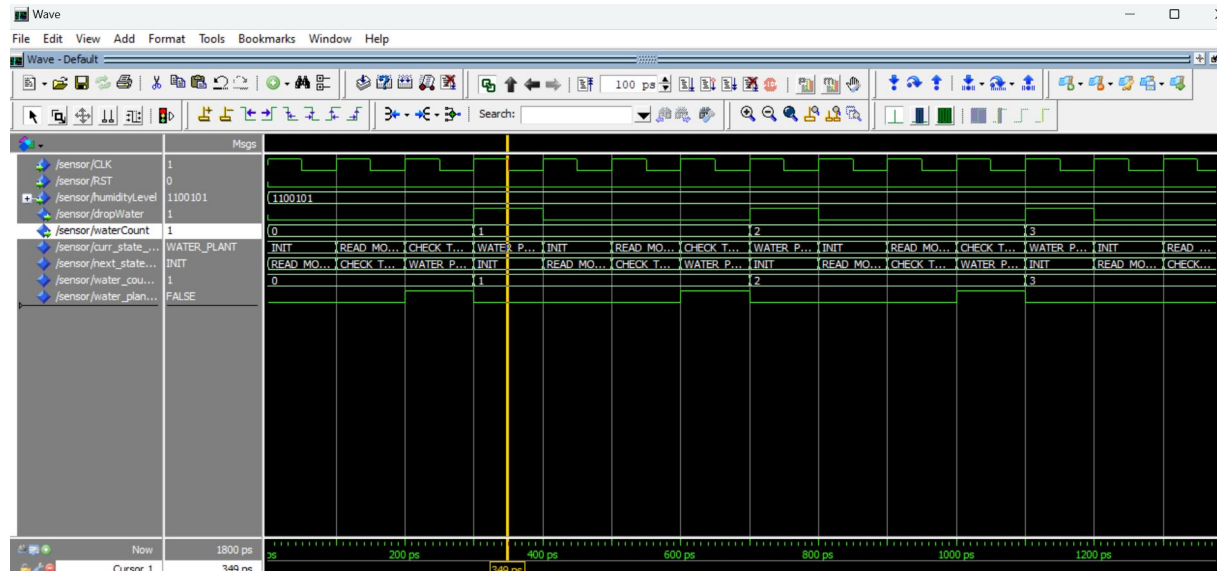 Wave
File Edit View Add Format Tools Bookmarks Window Help
Wave - Default
100 ps
Search:
Msgs
/sensor/CLK 1
/sensor/RST 0
/sensor/humidityLevel 1100101 1100101
/sensor/dropWater 1
/sensor/waterCount 1 0 1 2 3
/sensor/curr_state_... WATER_PLANT INIT READ MO... CHECK T... WATER P... INIT READ MO... CHECK T... WATER P... INIT READ MO... CHECK T... WATER P... INIT READ ...
/sensor/next_state... INIT READ MO... CHECK T... WATER P... INIT READ MO... CHECK T... WATER P... INIT READ MO... CHECK T... WATER P... INIT READ MO... CHECK...
/sensor/water_cou... 1 0 1 2 3
/sensor/water_plan... FALSE
Now 1800 ps ps 200 ps 400 ps 600 ps 800 ps 1000 ps 1200 ps
Cursor 1 349 ps 349 ps